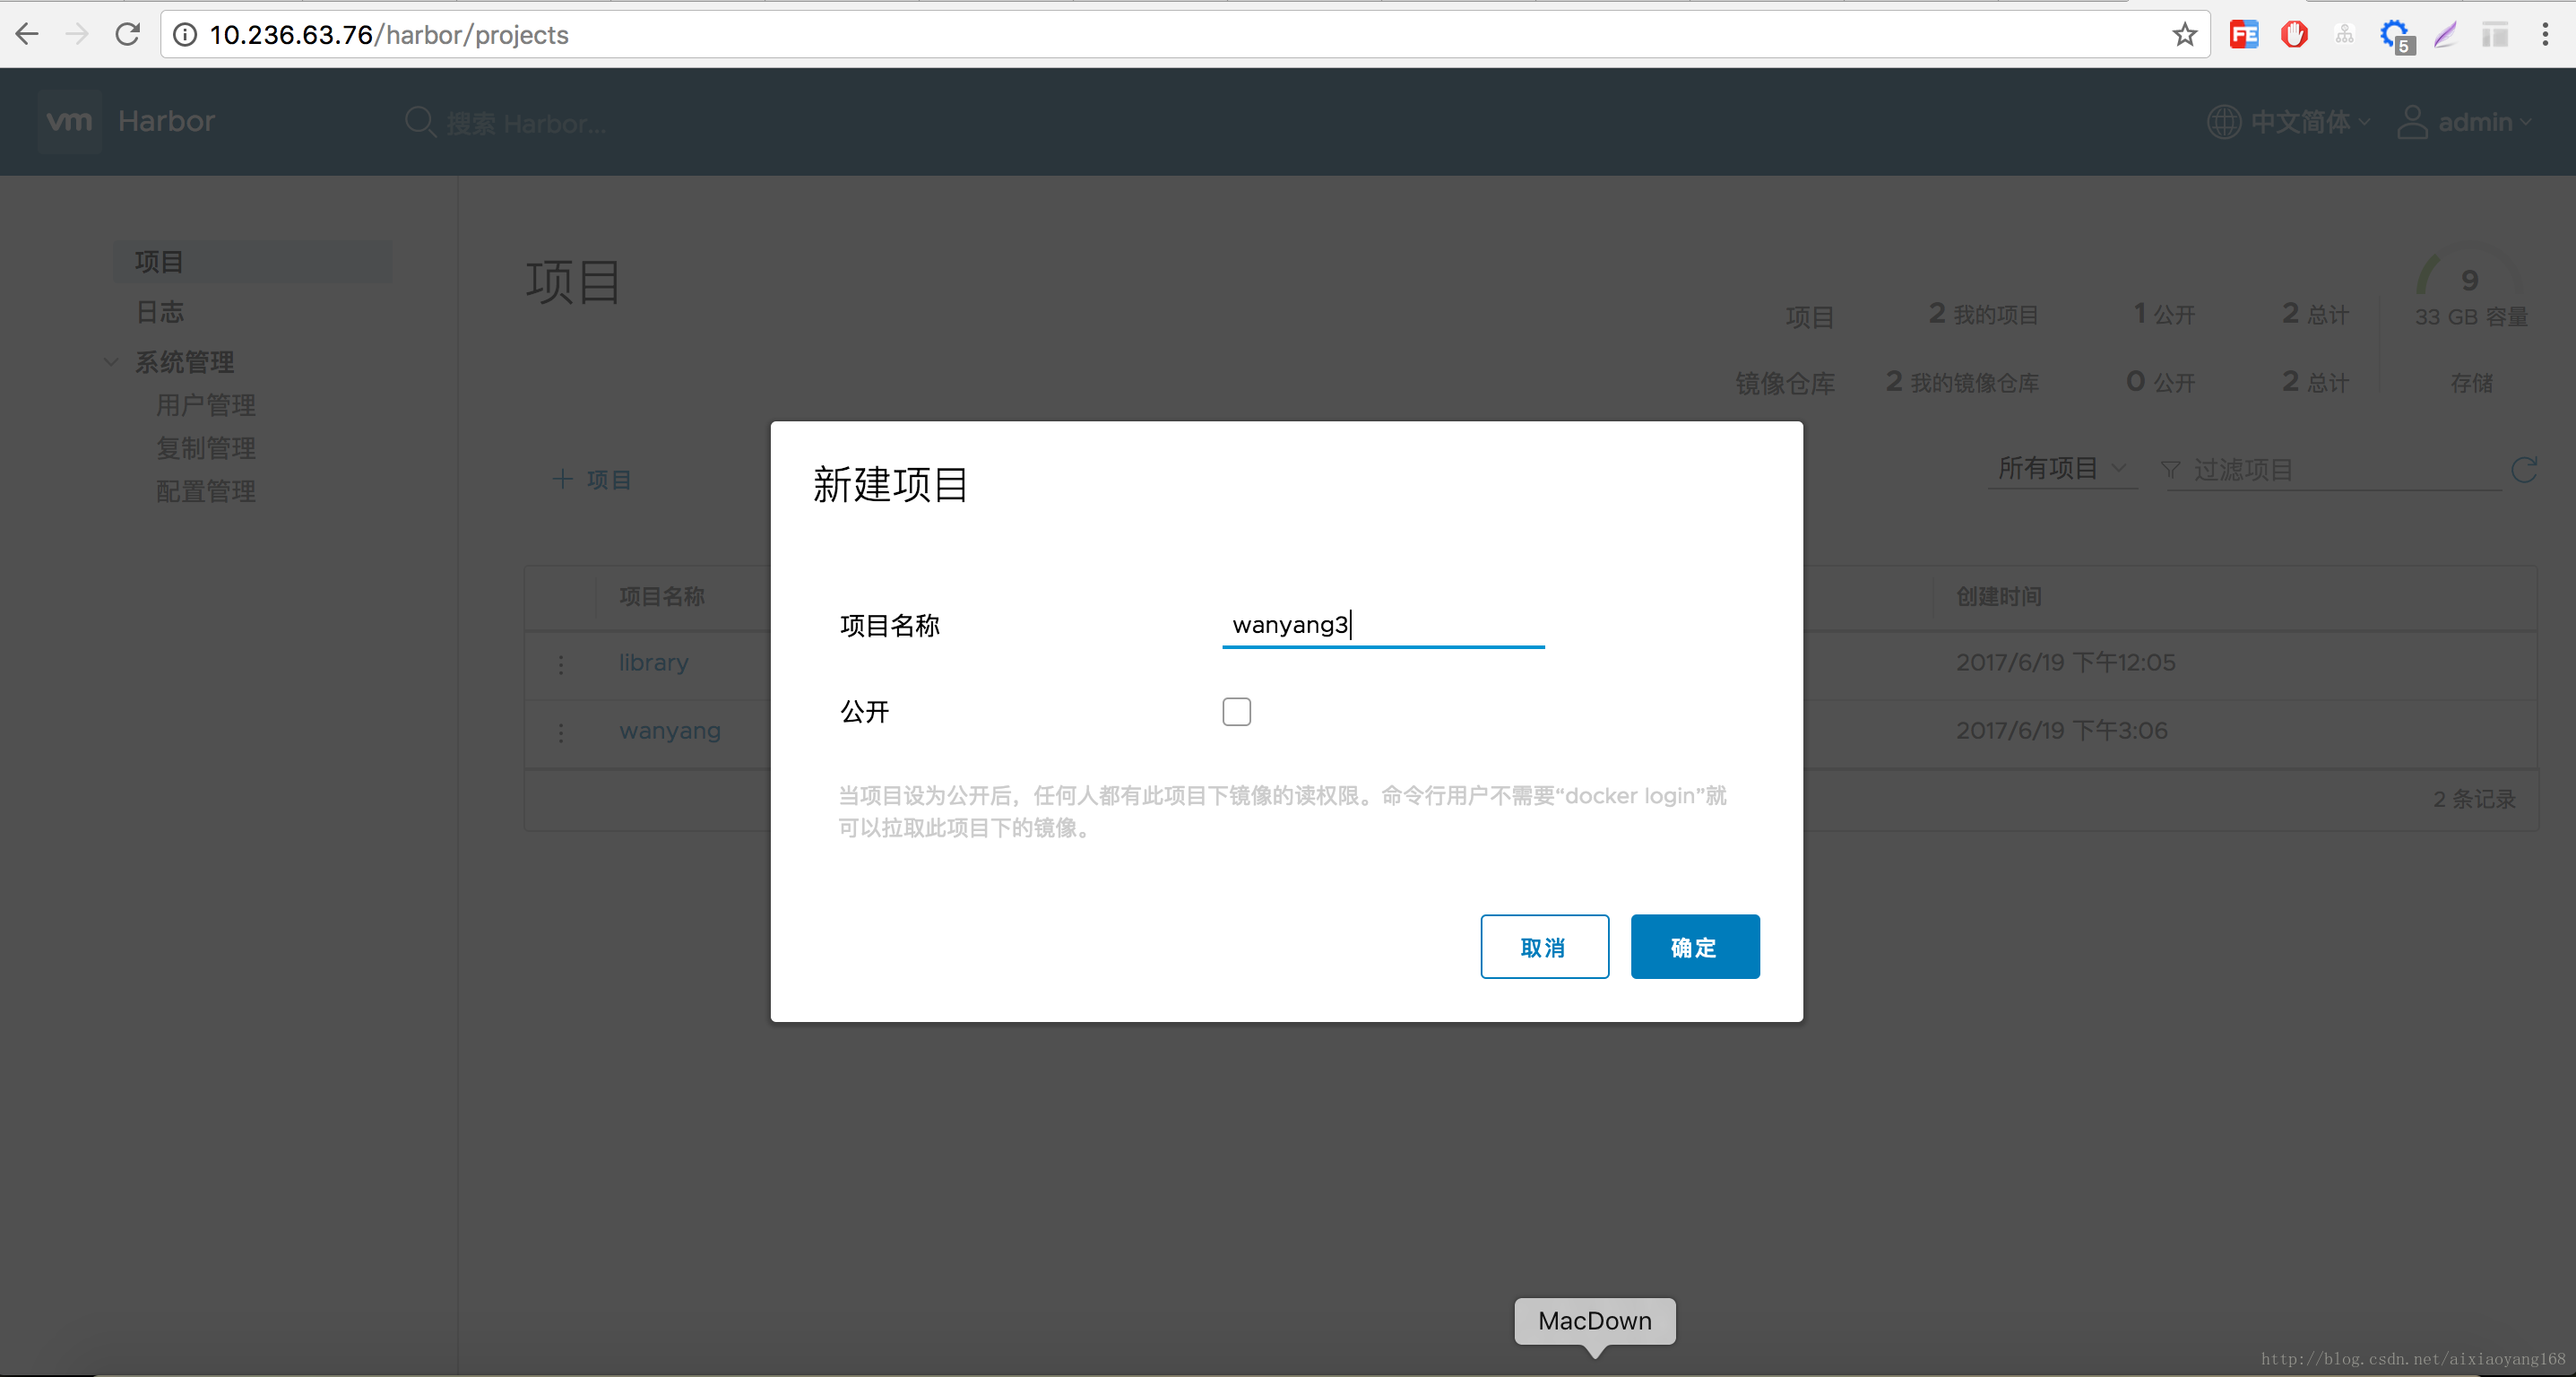 10.236.63.76/harbor/projects
FE
5
vm Harbor
搜索 Harbor...
中文简体
admin
项目
日志
系统管理
用户管理
复制管理
配置管理
项目
项目 2 我的项目 1 公开 2 总计
镜像仓库 2 我的镜像仓库 0 公开 2 总计
9
33 GB 容量
存储
+ 项目
所有项目
过滤项目
项目名称
创建时间
library
2017/6/19 下午12:05
wanyang
2017/6/19 下午3:06
2 条记录
新建项目
项目名称
wanyang3
公开
当项目设为公开后，任何人都有此项目下镜像的读权限。命令行用户不需要“docker login”就
可以拉取此项目下的镜像。
取消
确定
MacDown
http://blog.csdn.net/aixiaoyang168